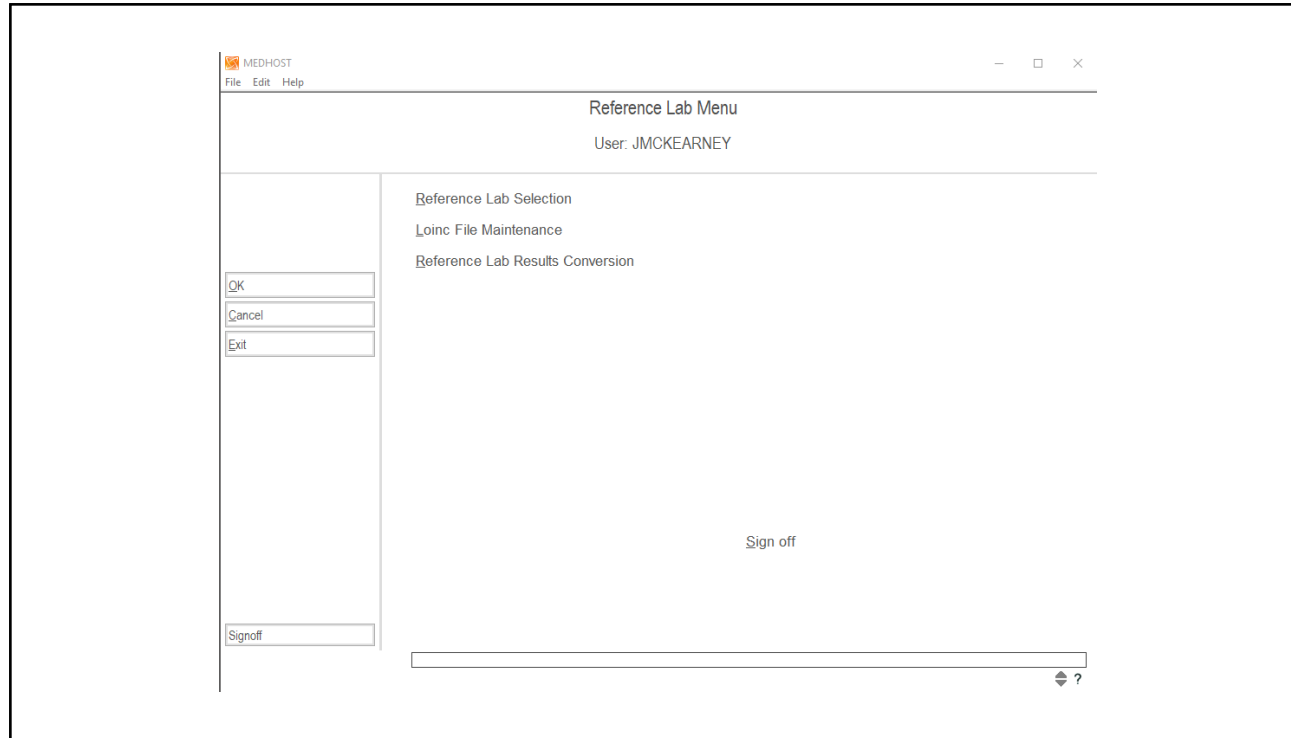 MEDHOST
File Edit Help
Reference Lab Menu
User: JMCKEARNEY
Reference Lab Selection
Loinc File Maintenance
Reference Lab Results Conversion
OK
Cancel
Exit
Sign off
Signoff
?